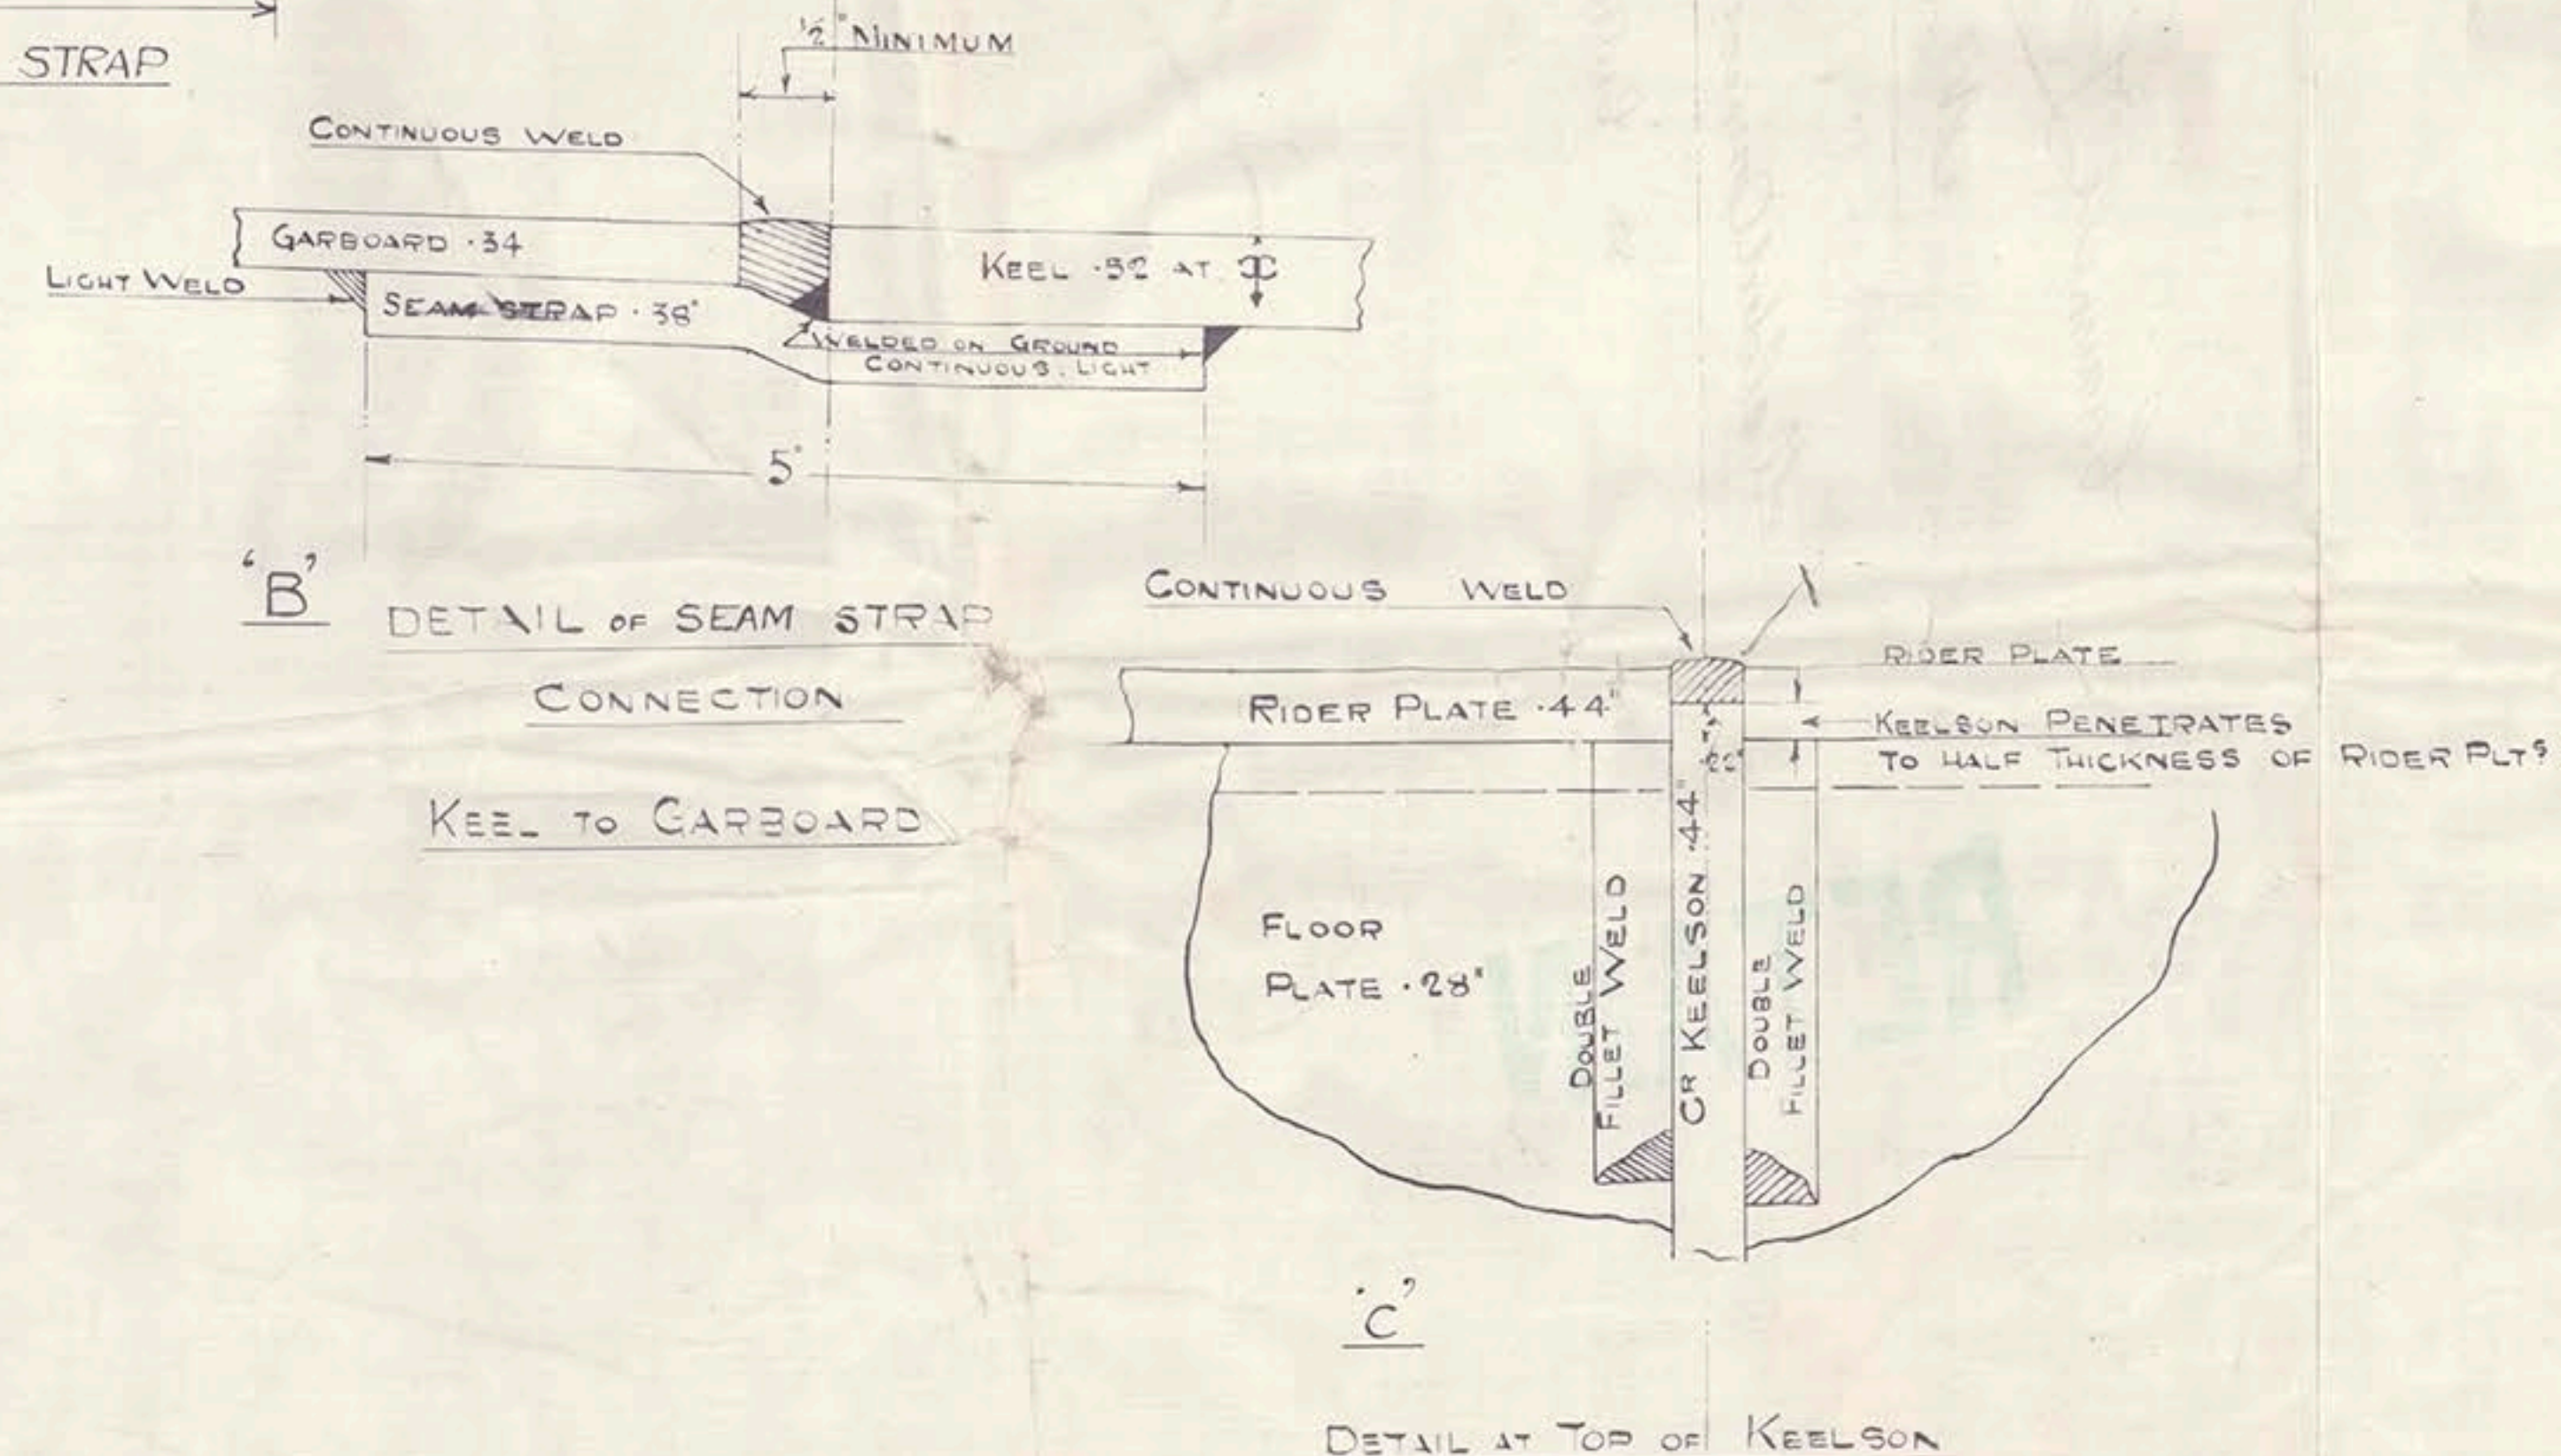 STRAP
½" MINIMUM
CONTINUOUS WELD
GARBOARD ·34
KEEL ·52 AT
LIGHT WELD
SEAM STRAP ·38"
WELDED ON GROUND
CONTINUOUS. LIGHT
5"
'B'
DETAIL OF SEAM STRAP
CONNECTION
KEEL TO GARBOARD
CONTINUOUS WELD
RIDER PLATE
RIDER PLATE ·44"
KEELSON PENETRATES
TO HALF THICKNESS OF RIDER PLTS
·22"
FLOOR
PLATE ·28"
DOUBLE
FILLET WELD
CR KEELSON ·44"
DOUBLE
FILLET WELD
'C'
DETAIL AT TOP OF KEELSON